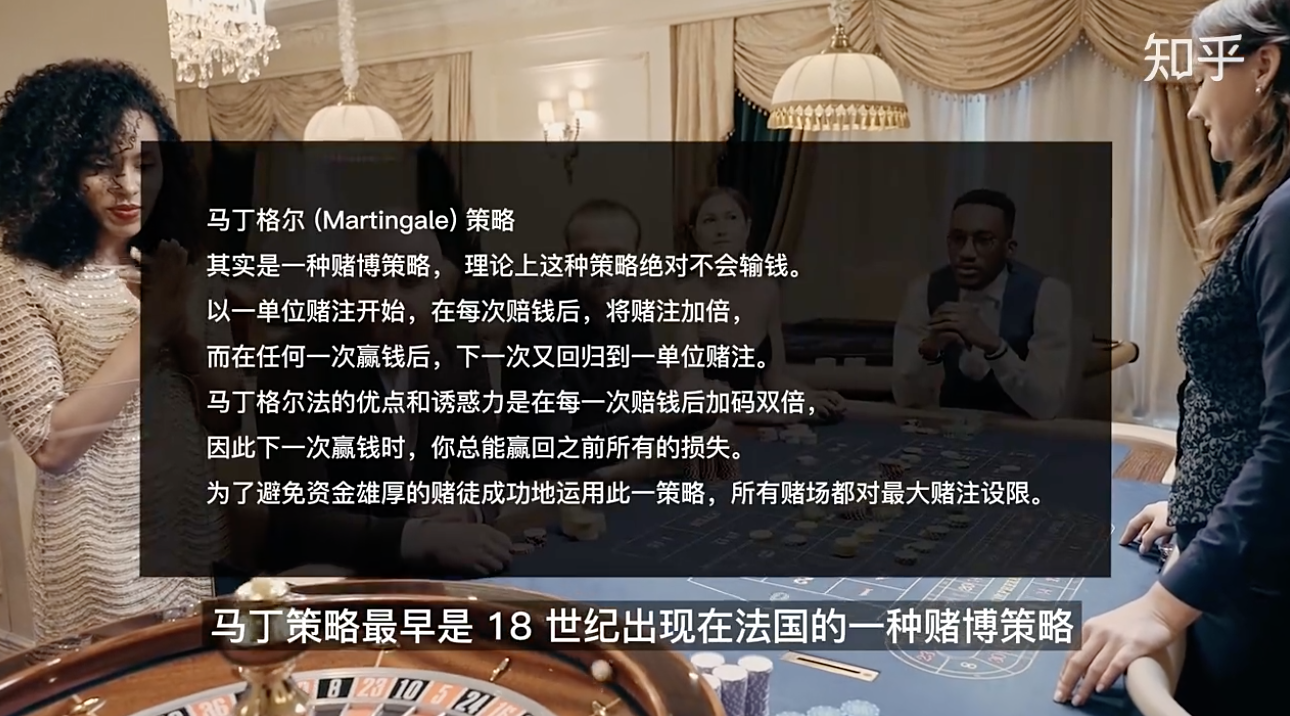 知乎
马丁格尔 (Martingale) 策略
其实是一种赌博策略， 理论上这种策略绝对不会输钱。
以一单位赌注开始，在每次赔钱后，将赌注加倍，
而在任何一次赢钱后，下一次又回归到一单位赌注。
马丁格尔法的优点和诱惑力是在每一次赔钱后加码双倍，
因此下一次赢钱时，你总能赢回之前所有的损失。
为了避免资金雄厚的赌徒成功地运用此一策略，所有赌场都对最大赌注设限。
马丁策略最早是 18 世纪出现在法国的一种赌博策略
36
8 23 10 5 24
8